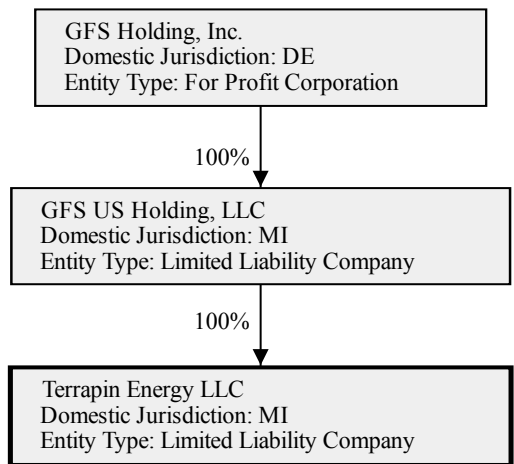 GFS Holding, Inc.
Domestic Jurisdiction: DE
Entity Type: For Profit Corporation
100%
GFS US Holding, LLC
Domestic Jurisdiction: MI
Entity Type: Limited Liability Company
100%
Terrapin Energy LLC
Domestic Jurisdiction: MI
Entity Type: Limited Liability Company